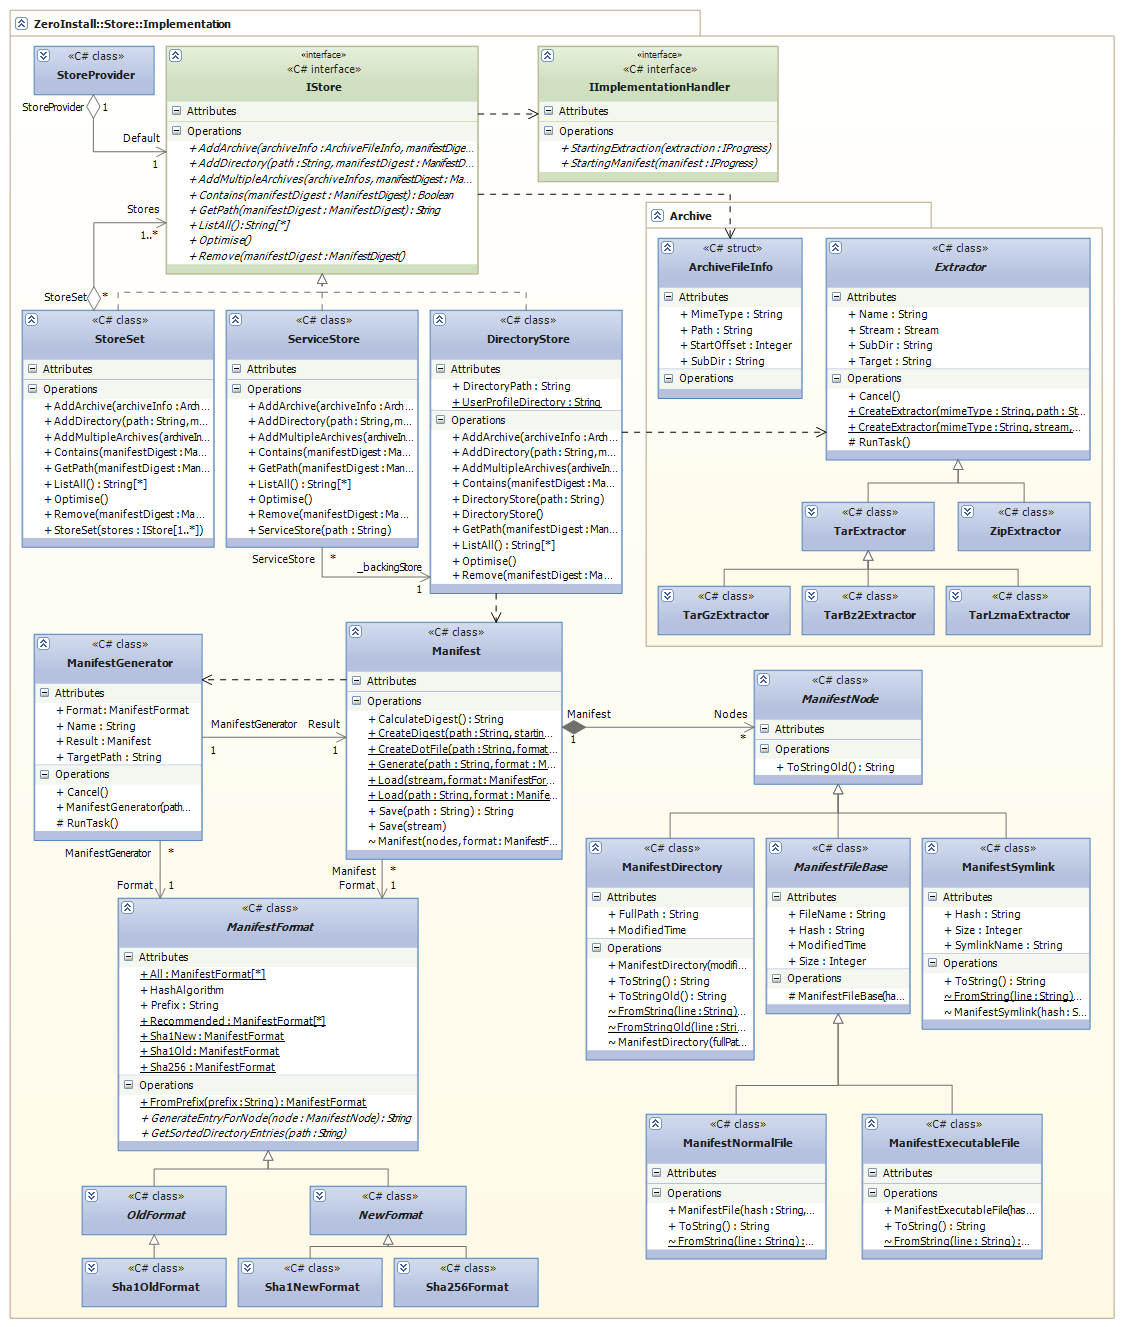 ZeroInstall::Store::Implementation
«C# class»
StoreProvider
StoreProvider
1
Default
1
«interface»
«C# interface»
IStore
Attributes
Operations
+ AddArchive(archiveInfo : ArchiveFileInfo, manifestDige...
+ AddDirectory(path : String, manifestDigest : ManifestD...
+ AddMultipleArchives(archiveInfos, manifestDigest : Ma...
+ Contains(manifestDigest : ManifestDigest) : Boolean
+ GetPath(manifestDigest : ManifestDigest) : String
+ ListAll() : String[*]
+ Optimise()
+ Remove(manifestDigest : ManifestDigest()
«interface»
«C# interface»
IImplementationHandler
Attributes
Operations
+ StartingExtraction(extraction : IProgress)
+ StartingManifest(manifest : IProgress)
Stores
1..*
StoreSet
*
«C# class»
StoreSet
Attributes
Operations
+ AddArchive(archiveInfo : Arch...
+ AddDirectory(path : String, m...
+ AddMultipleArchives(archiveIn...
+ Contains(manifestDigest : Ma...
+ GetPath(manifestDigest : Man...
+ ListAll() : String[*]
+ Optimise()
+ Remove(manifestDigest : Ma...
+ StoreSet(stores : IStore[1..*])
«C# class»
ServiceStore
Attributes
Operations
+ AddArchive(archiveInfo : Arch...
+ AddDirectory(path : String, m...
+ AddMultipleArchives(archiveIn...
+ Contains(manifestDigest : Ma...
+ GetPath(manifestDigest : Man...
+ ListAll() : String[*]
+ Optimise()
+ Remove(manifestDigest : Ma...
+ ServiceStore(path : String)
«C# class»
DirectoryStore
Attributes
+ DirectoryPath : String
+ UserProfileDirectory : String
Operations
+ AddArchive(archiveInfo : Arch...
+ AddDirectory(path : String, m...
+ AddMultipleArchives(archiveIn...
+ Contains(manifestDigest : Ma...
+ DirectoryStore(path : String)
+ DirectoryStore()
+ GetPath(manifestDigest : Man...
+ ListAll() : String[*]
+ Optimise()
+ Remove(manifestDigest : Ma...
ServiceStore
*
_backingStore
1
Archive
«C# struct»
ArchiveFileInfo
Attributes
+ MimeType : String
+ Path : String
+ StartOffset : Integer
+ SubDir : String
Operations
«C# class»
Extractor
Attributes
+ Name : String
+ Stream : Stream
+ SubDir : String
+ Target : String
Operations
+ Cancel()
+ CreateExtractor(mimeType : String, path : St...
+ CreateExtractor(mimeType : String, stream,...
# RunTask()
«C# class»
TarExtractor
«C# class»
ZipExtractor
«C# class»
TarGzExtractor
«C# class»
TarBz2Extractor
«C# class»
TarLzmaExtractor
«C# class»
ManifestGenerator
Attributes
+ Format : ManifestFormat
+ Name : String
+ Result : Manifest
+ TargetPath : String
Operations
+ Cancel()
+ ManifestGenerator(path...
# RunTask()
ManifestGenerator
1
Result
1
«C# class»
Manifest
Attributes
Operations
+ CalculateDigest() : String
+ CreateDigest(path : String, startin...
+ CreateDotFile(path : String, format...
+ Generate(path : String, format : M...
+ Load(stream, format : ManifestFor...
+ Load(path : String, format : Manife...
+ Save(path : String) : String
+ Save(stream)
~ Manifest(nodes, format : ManifestF...
Manifest
1
Nodes
*
«C# class»
ManifestNode
Attributes
Operations
+ ToStringOld() : String
ManifestGenerator
*
Format
1
Manifest
*
Format
1
«C# class»
ManifestFormat
Attributes
+ All : ManifestFormat[*]
+ HashAlgorithm
+ Prefix : String
+ Recommended : ManifestFormat[*]
+ Sha1New : ManifestFormat
+ Sha1Old : ManifestFormat
+ Sha256 : ManifestFormat
Operations
+ FromPrefix(prefix : String) : ManifestFormat
+ GenerateEntryForNode(node : ManifestNode) : String
+ GetSortedDirectoryEntries(path : String)
«C# class»
OldFormat
«C# class»
NewFormat
«C# class»
Sha1OldFormat
«C# class»
Sha1NewFormat
«C# class»
Sha256Format
«C# class»
ManifestDirectory
Attributes
+ FullPath : String
+ ModifiedTime
Operations
+ ManifestDirectory(modifi...
+ ToString() : String
+ ToStringOld() : String
~ FromString(line : String)...
~ FromStringOld(line : Stri...
~ ManifestDirectory(fullPat...
«C# class»
ManifestFileBase
Attributes
+ FileName : String
+ Hash : String
+ ModifiedTime
+ Size : Integer
Operations
# ManifestFileBase(ha...
«C# class»
ManifestSymlink
Attributes
+ Hash : String
+ Size : Integer
+ SymlinkName : String
Operations
+ ToString() : String
~ FromString(line : String)...
~ ManifestSymlink(hash : S...
«C# class»
ManifestNormalFile
Attributes
Operations
+ ManifestFile(hash : String,...
+ ToString() : String
~ FromString(line : String) :...
«C# class»
ManifestExecutableFile
Attributes
Operations
+ ManifestExecutableFile(has...
+ ToString() : String
~ FromString(line : String) :...